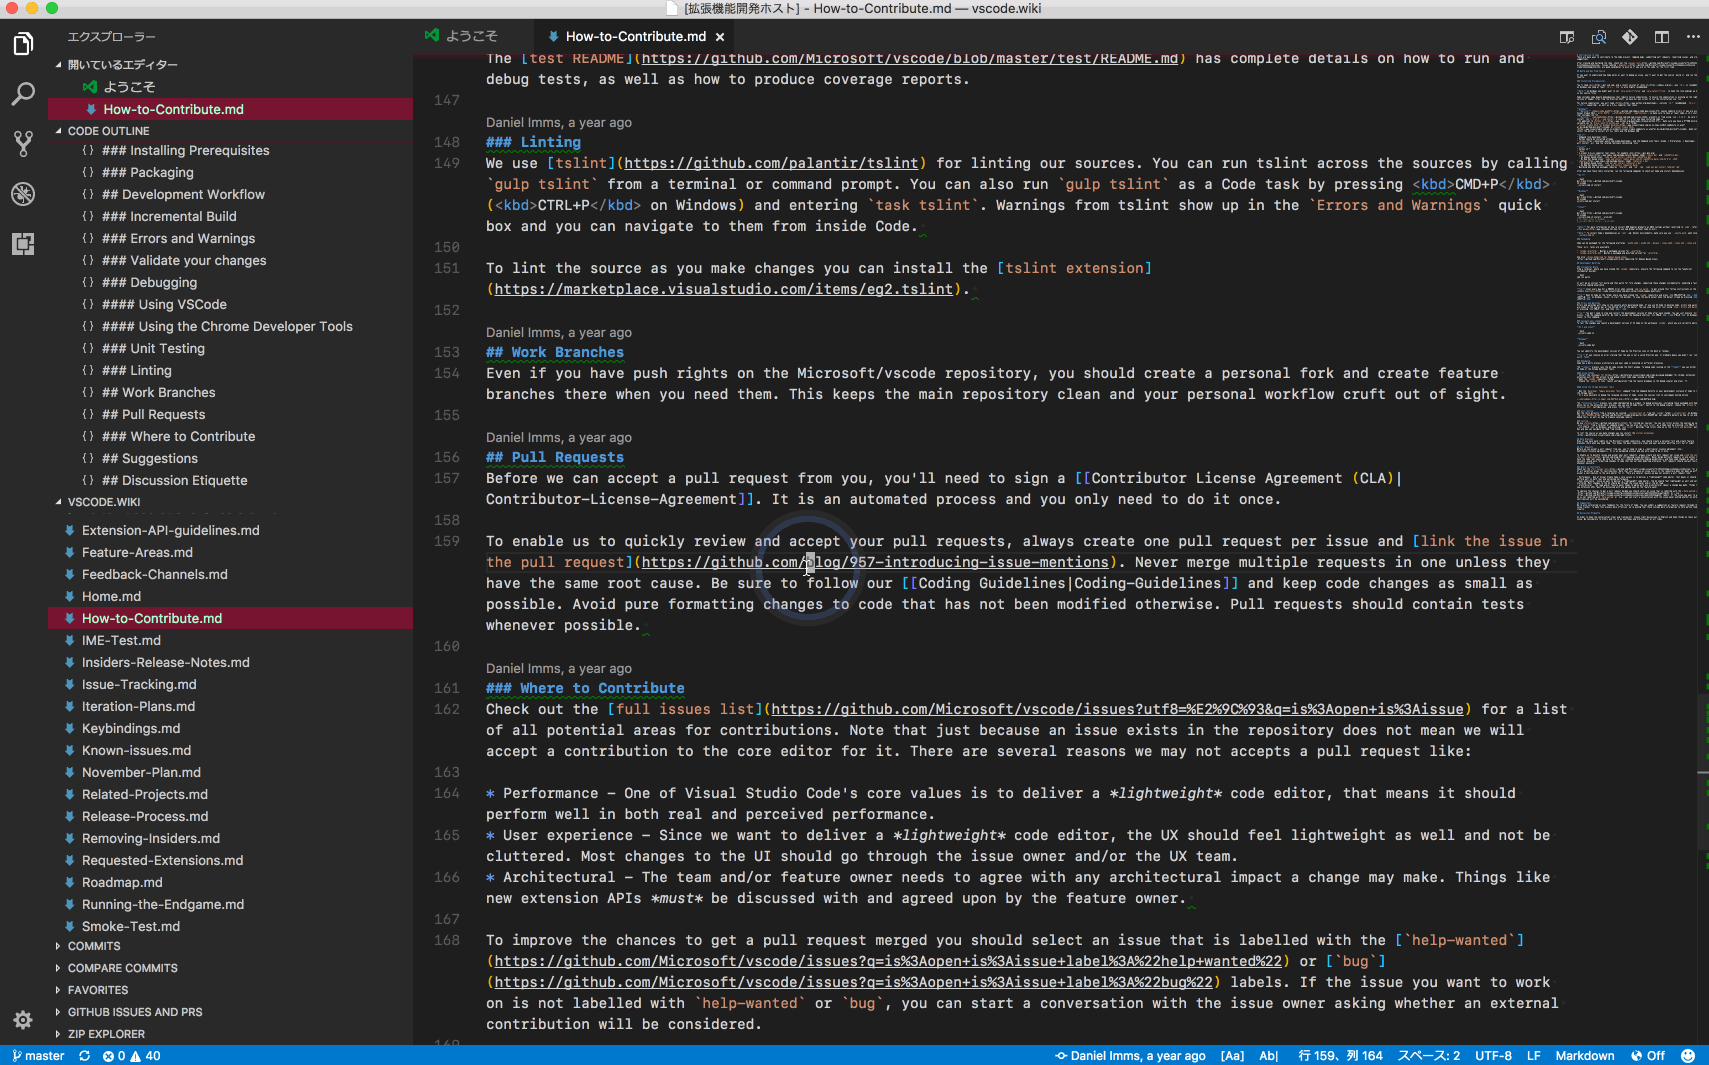 [拡張機能開発ホスト] - How-to-Contribute.md — vscode.wiki
エクスプローラー
開いているエディター
ようこそ
How-to-Contribute.md
CODE OUTLINE
{} ### Installing Prerequisites
{} ### Packaging
{} ## Development Workflow
{} ### Incremental Build
{} ### Errors and Warnings
{} ### Validate your changes
{} ### Debugging
{} #### Using VSCode
{} #### Using the Chrome Developer Tools
{} ### Unit Testing
{} ### Linting
{} ## Work Branches
{} ## Pull Requests
{} ### Where to Contribute
{} ## Suggestions
{} ## Discussion Etiquette
VSCODE.WIKI
Extension-API-guidelines.md
Feature-Areas.md
Feedback-Channels.md
Home.md
How-to-Contribute.md
IME-Test.md
Insiders-Release-Notes.md
Issue-Tracking.md
Iteration-Plans.md
Keybindings.md
Known-issues.md
November-Plan.md
Related-Projects.md
Release-Process.md
Removing-Insiders.md
Requested-Extensions.md
Roadmap.md
Running-the-Endgame.md
Smoke-Test.md
COMMITS
COMPARE COMMITS
FAVORITES
GITHUB ISSUES AND PRS
ZIP EXPLORER
ようこそ
How-to-Contribute.md ×
The [test README](https://github.com/Microsoft/vscode/blob/master/test/README.md) has complete details on how to run and
debug tests, as well as how to produce coverage reports.
147
Daniel Imms, a year ago
148 ### Linting
149 We use [tslint](https://github.com/palantir/tslint) for linting our sources. You can run tslint across the sources by calling
`gulp tslint` from a terminal or command prompt. You can also run `gulp tslint` as a Code task by pressing <kbd>CMD+P</kbd>
(<kbd>CTRL+P</kbd> on Windows) and entering `task tslint`. Warnings from tslint show up in the `Errors and Warnings` quick
box and you can navigate to them from inside Code.
150
151 To lint the source as you make changes you can install the [tslint extension]
(https://marketplace.visualstudio.com/items/eg2.tslint).
152
Daniel Imms, a year ago
153 ## Work Branches
154 Even if you have push rights on the Microsoft/vscode repository, you should create a personal fork and create feature
branches there when you need them. This keeps the main repository clean and your personal workflow cruft out of sight.
155
Daniel Imms, a year ago
156 ## Pull Requests
157 Before we can accept a pull request from you, you'll need to sign a [[Contributor License Agreement (CLA)|
Contributor-License-Agreement]]. It is an automated process and you only need to do it once.
158
159 To enable us to quickly review and accept your pull requests, always create one pull request per issue and [link the issue in
the pull request](https://github.com/blog/957-introducing-issue-mentions). Never merge multiple requests in one unless they
have the same root cause. Be sure to follow our [[Coding Guidelines|Coding-Guidelines]] and keep code changes as small as
possible. Avoid pure formatting changes to code that has not been modified otherwise. Pull requests should contain tests
whenever possible.
160
Daniel Imms, a year ago
161 ### Where to Contribute
162 Check out the [full issues list](https://github.com/Microsoft/vscode/issues?utf8=%E2%9C%93&q=is%3Aopen+is%3Aissue) for a list
of all potential areas for contributions. Note that just because an issue exists in the repository does not mean we will
accept a contribution to the core editor for it. There are several reasons we may not accepts a pull request like:
163
164 * Performance – One of Visual Studio Code's core values is to deliver a *lightweight* code editor, that means it should
perform well in both real and perceived performance.
165 * User experience – Since we want to deliver a *lightweight* code editor, the UX should feel lightweight as well and not be
cluttered. Most changes to the UI should go through the issue owner and/or the UX team.
166 * Architectural – The team and/or feature owner needs to agree with any architectural impact a change may make. Things like
new extension APIs *must* be discussed with and agreed upon by the feature owner.
167
168 To improve the chances to get a pull request merged you should select an issue that is labelled with the [`help-wanted`]
(https://github.com/Microsoft/vscode/issues?q=is%3Aopen+is%3Aissue+label%3A%22help+wanted%22) or [`bug`]
(https://github.com/Microsoft/vscode/issues?q=is%3Aopen+is%3Aissue+label%3A%22bug%22) labels. If the issue you want to work
on is not labelled with `help-wanted` or `bug`, you can start a conversation with the issue owner asking whether an external
contribution will be considered.
169
master 0 40
Daniel Imms, a year ago [Aa] Ab| 行 159、列 164 スペース: 2 UTF-8 LF Markdown Off